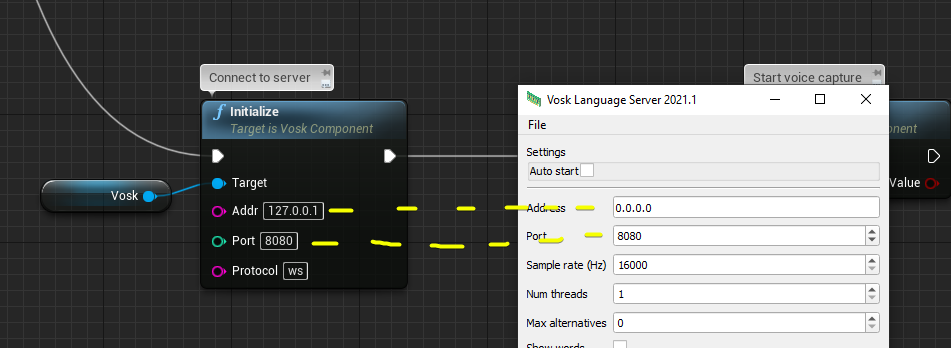 Connect to server
Start voice capture
Initialize
Target is Vosk Component
Vosk
Target
Addr 127.0.0.1
Port 8080
Protocol ws
Vosk Language Server 2021.1
File
Settings
Auto start
Address 0.0.0.0
Port 8080
Sample rate (Hz) 16000
Num threads 1
Max alternatives 0
Show words
onent
Value